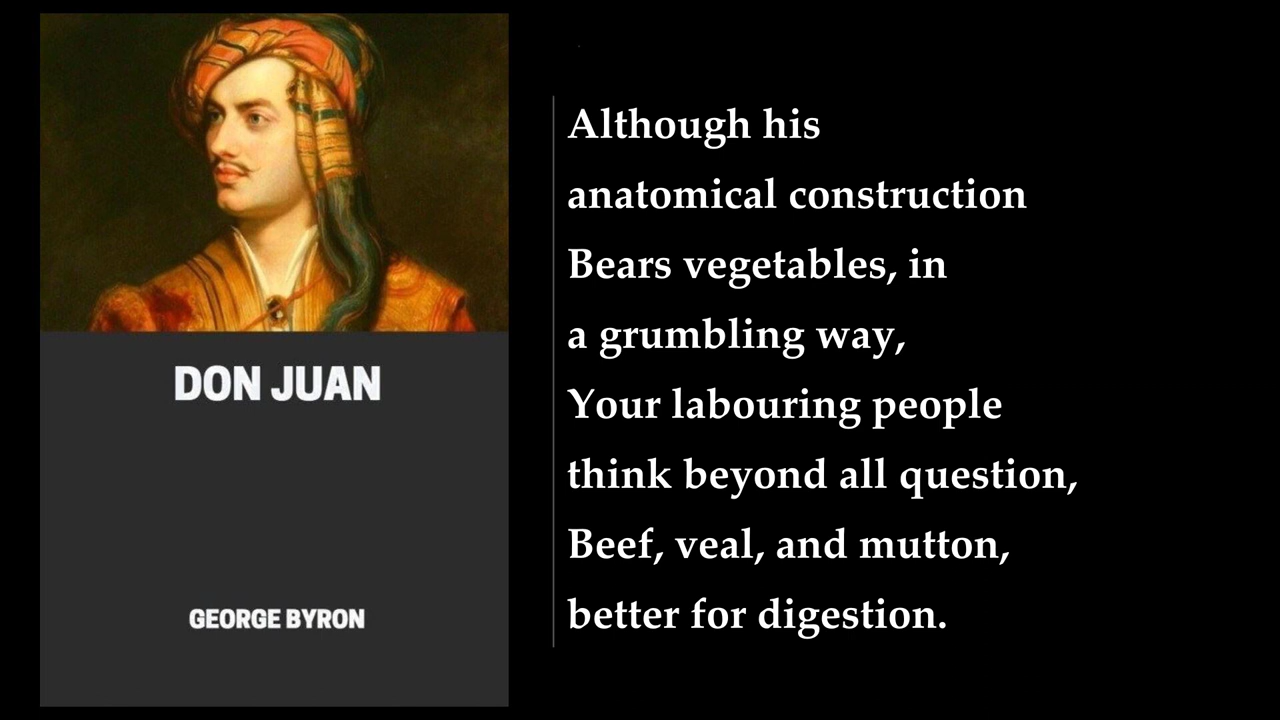 DON JUAN
GEORGE BYRON
Although his
anatomical construction
Bears vegetables, in
a grumbling way,
Your labouring people
think beyond all question,
Beef, veal, and mutton,
better for digestion.